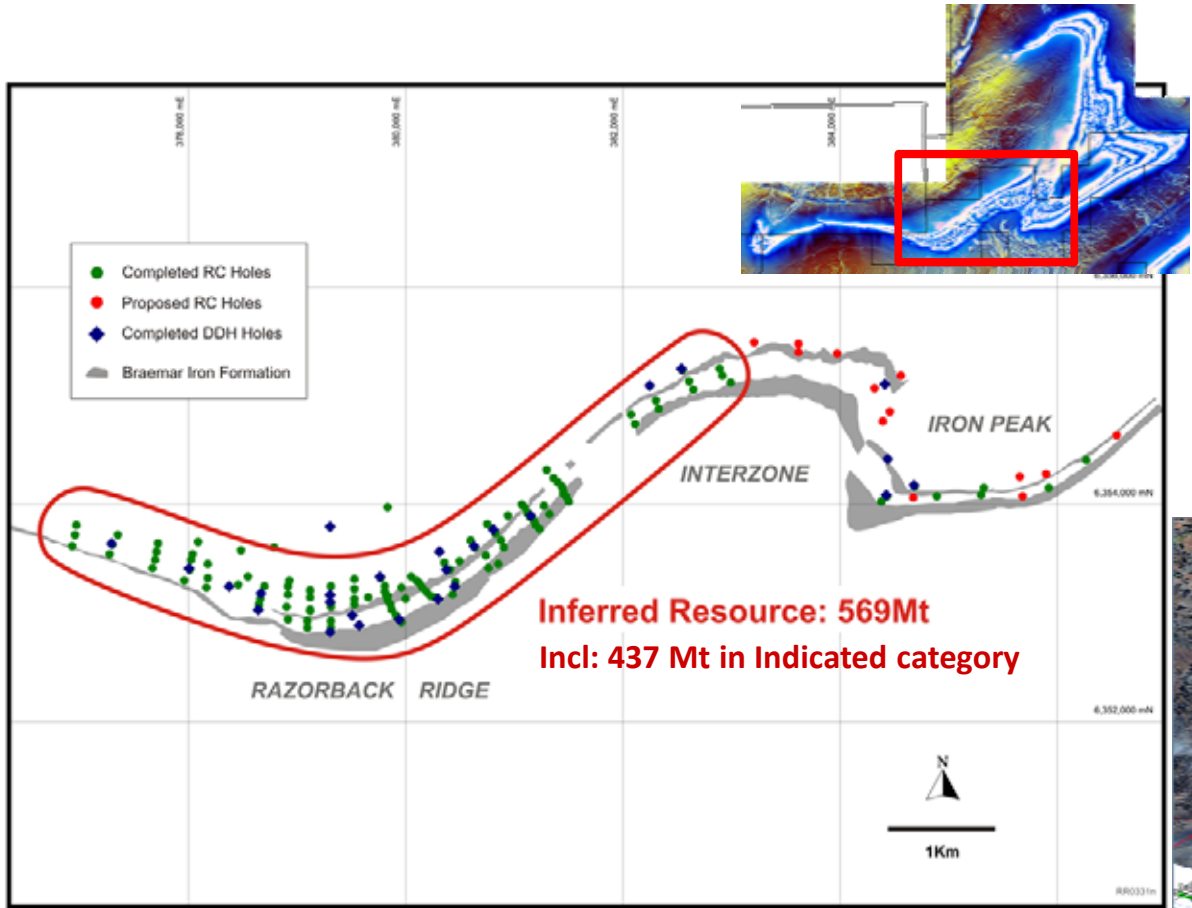 378,000 mE
380,000 mE
382,000 mE
384,000 mE
Completed RC Holes
Proposed RC Holes
Completed DDH Holes
Braemar Iron Formation
IRON PEAK
INTERZONE
6,354,000 mN
Inferred Resource: 569Mt
Incl: 437 Mt in Indicated category
RAZORBACK RIDGE
6,352,000 mN
N
1Km
RR0331n